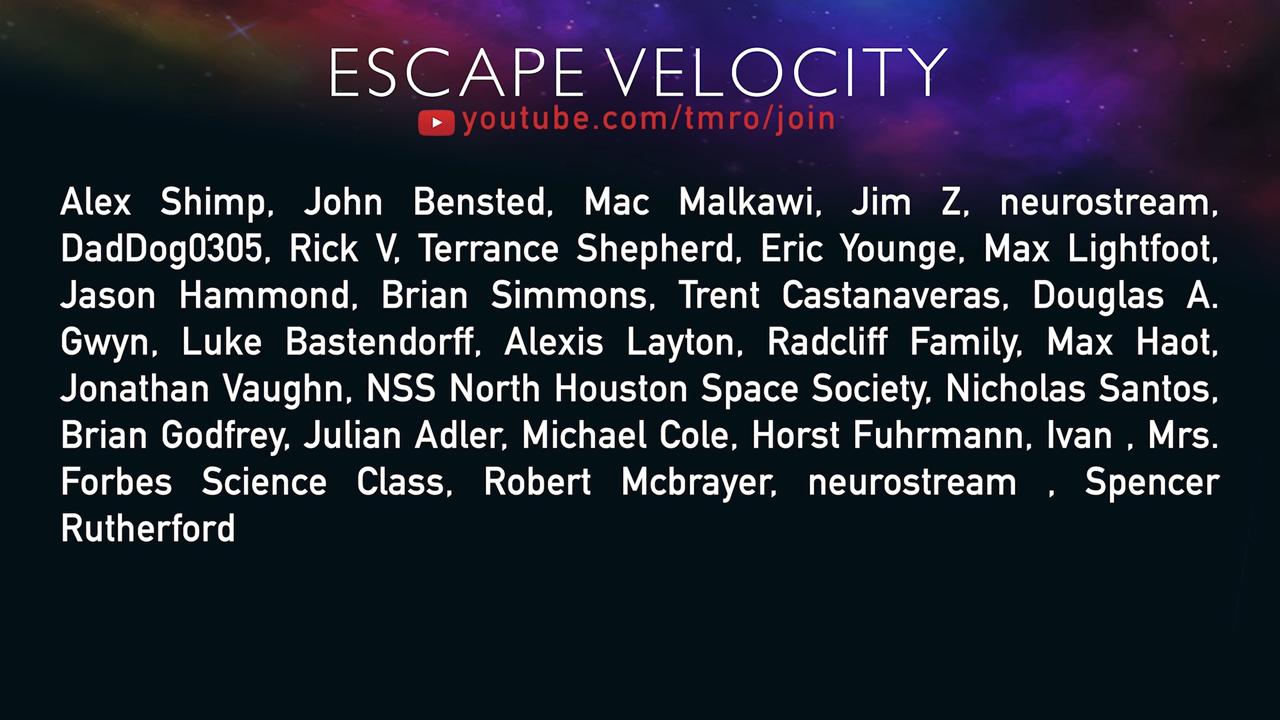 ESCAPE VELOCITY
youtube.com/tmro/join
Alex Shimp, John Bensted, Mac Malkawi, Jim Z, neurostream,
DadDog0305, Rick V, Terrance Shepherd, Eric Younge, Max Lightfoot,
Jason Hammond, Brian Simmons, Trent Castanaveras, Douglas A.
Gwyn, Luke Bastendorff, Alexis Layton, Radcliff Family, Max Haot,
Jonathan Vaughn, NSS North Houston Space Society, Nicholas Santos,
Brian Godfrey, Julian Adler, Michael Cole, Horst Fuhrmann, Ivan , Mrs.
Forbes Science Class, Robert Mcbrayer, neurostream , Spencer
Rutherford